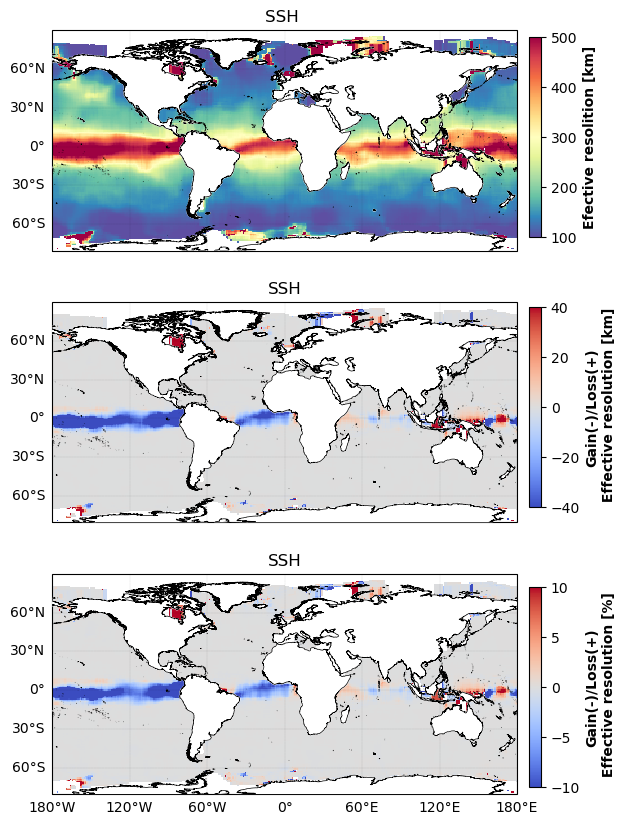 SSH
60°N
30°N
0°
30°S
60°S
500
400
300
200
100
Efective resolition [km]
SSH
60°N
30°N
0°
30°S
60°S
40
20
0
−20
−40
Gain(-)/Loss(+)
Effective resolution [km]
SSH
60°N
30°N
0°
30°S
60°S
180°W 120°W 60°W 0° 60°E 120°E 180°E
10
5
0
−5
−10
Gain(-)/Loss(+)
Effective resolution [%]